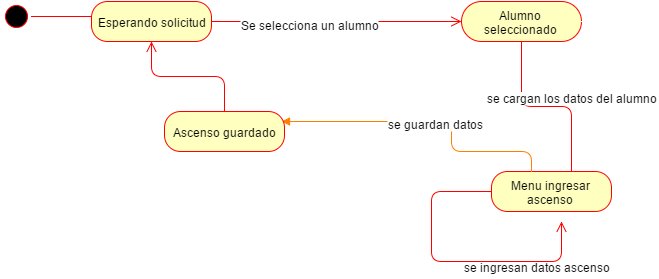 Esperando solicitud
Se selecciona un alumno
Alumno
seleccionado
se cargan los datos del alumno
Ascenso guardado
se guardan datos
Menu ingresar
ascenso
se ingresan datos ascenso